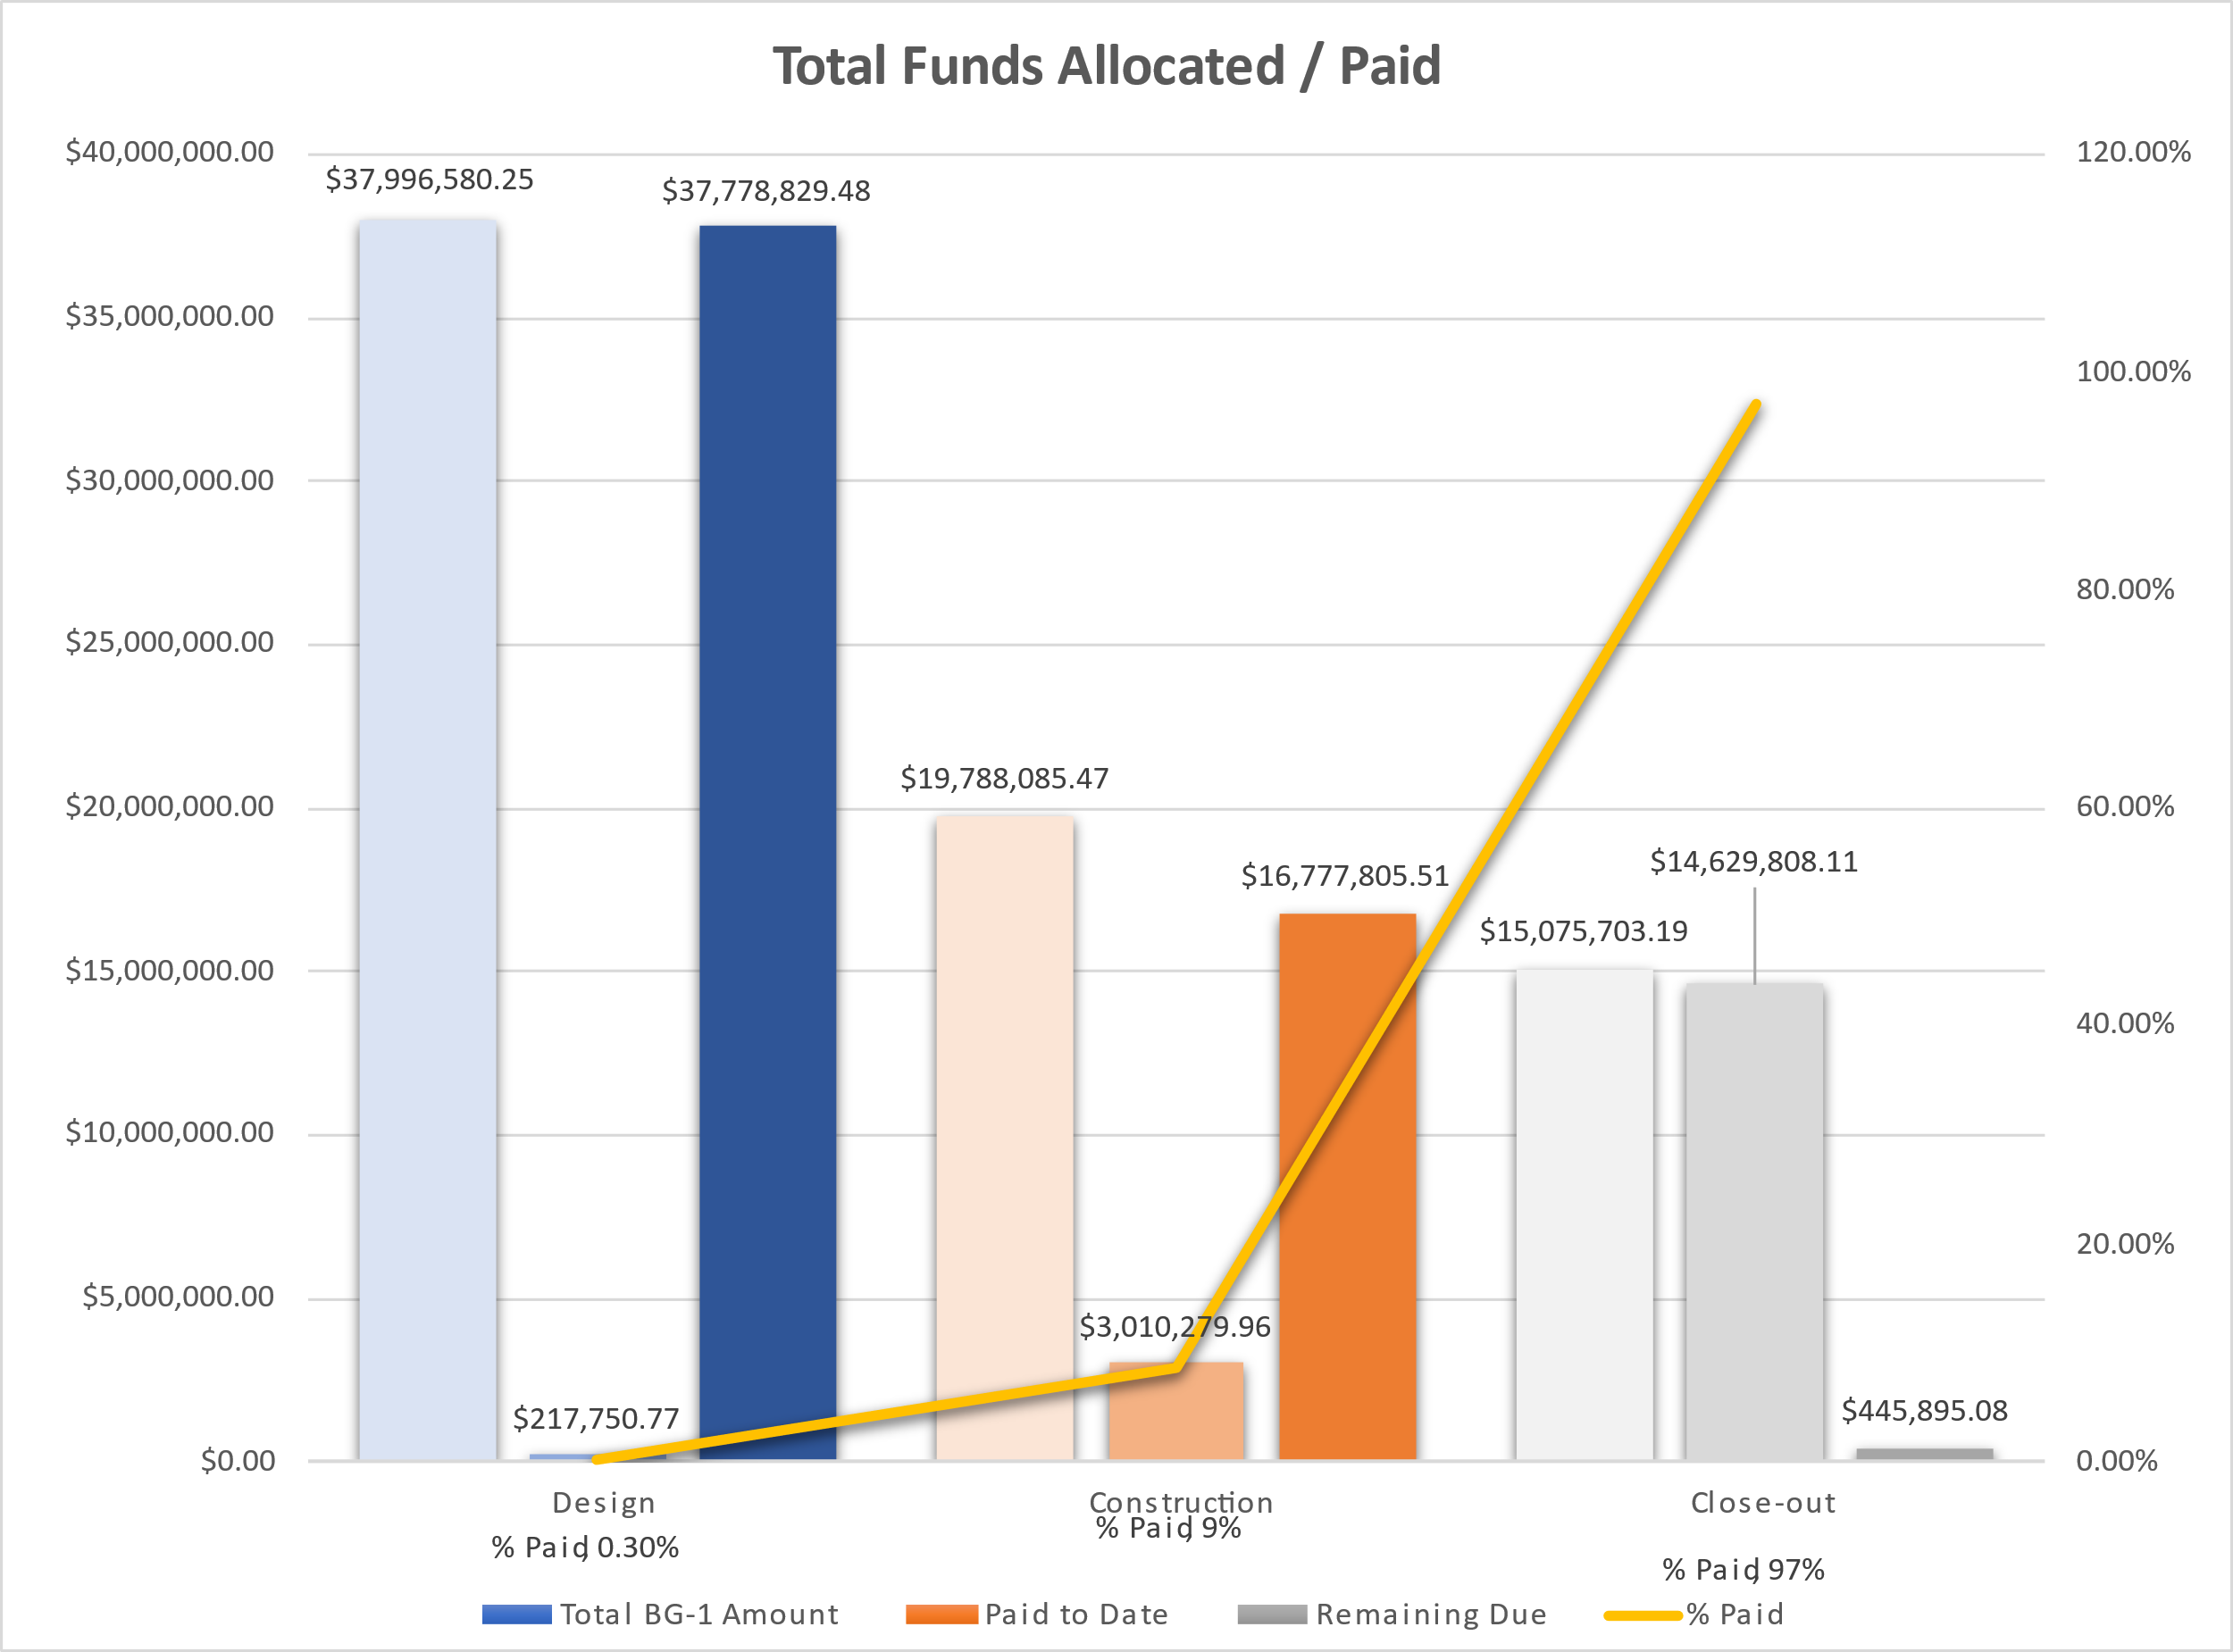 Total Funds Allocated / Paid
$40,000,000.00
$35,000,000.00
$30,000,000.00
$25,000,000.00
$20,000,000.00
$15,000,000.00
$10,000,000.00
$5,000,000.00
$0.00
120.00%
100.00%
80.00%
60.00%
40.00%
20.00%
0.00%
$37,996,580.25
$217,750.77
$37,778,829.48
$19,788,085.47
$3,010,279.96
$16,777,805.51
$15,075,703.19
$14,629,808.11
$445,895.08
Design
Construction
Close-out
% Paid, 0.30%
% Paid, 9%
% Paid, 97%
Total BG-1 Amount
Paid to Date
Remaining Due
% Paid